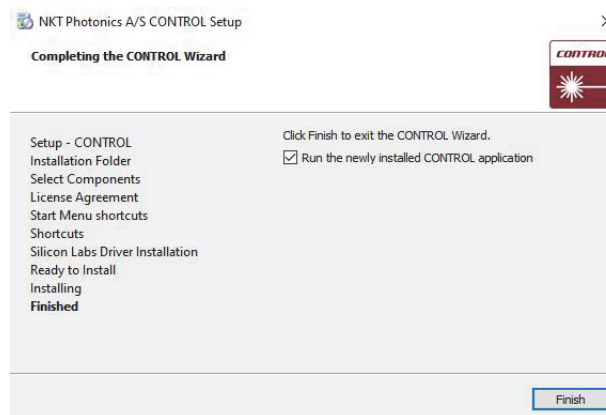 NKT Photonics A/S CONTROL Setup
Completing the CONTROL Wizard
CONTROL
Setup - CONTROL
Installation Folder
Select Components
License Agreement
Start Menu shortcuts
Shortcuts
Silicon Labs Driver Installation
Ready to Install
Installing
Finished
Click Finish to exit the CONTROL Wizard.
Run the newly installed CONTROL application
Finish